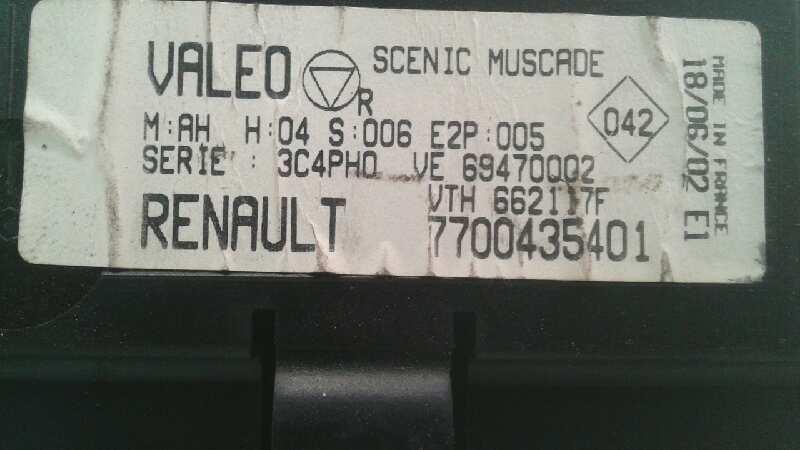 VALEO R SCENIC MUSCADE
M:AH H:04 S:006 E2P:005
042
SERIE : 3C4PH0 VE 69470002
VTH 662117F
RENAULT 7700435401
MADE IN FRANCE
18/06/02 E1